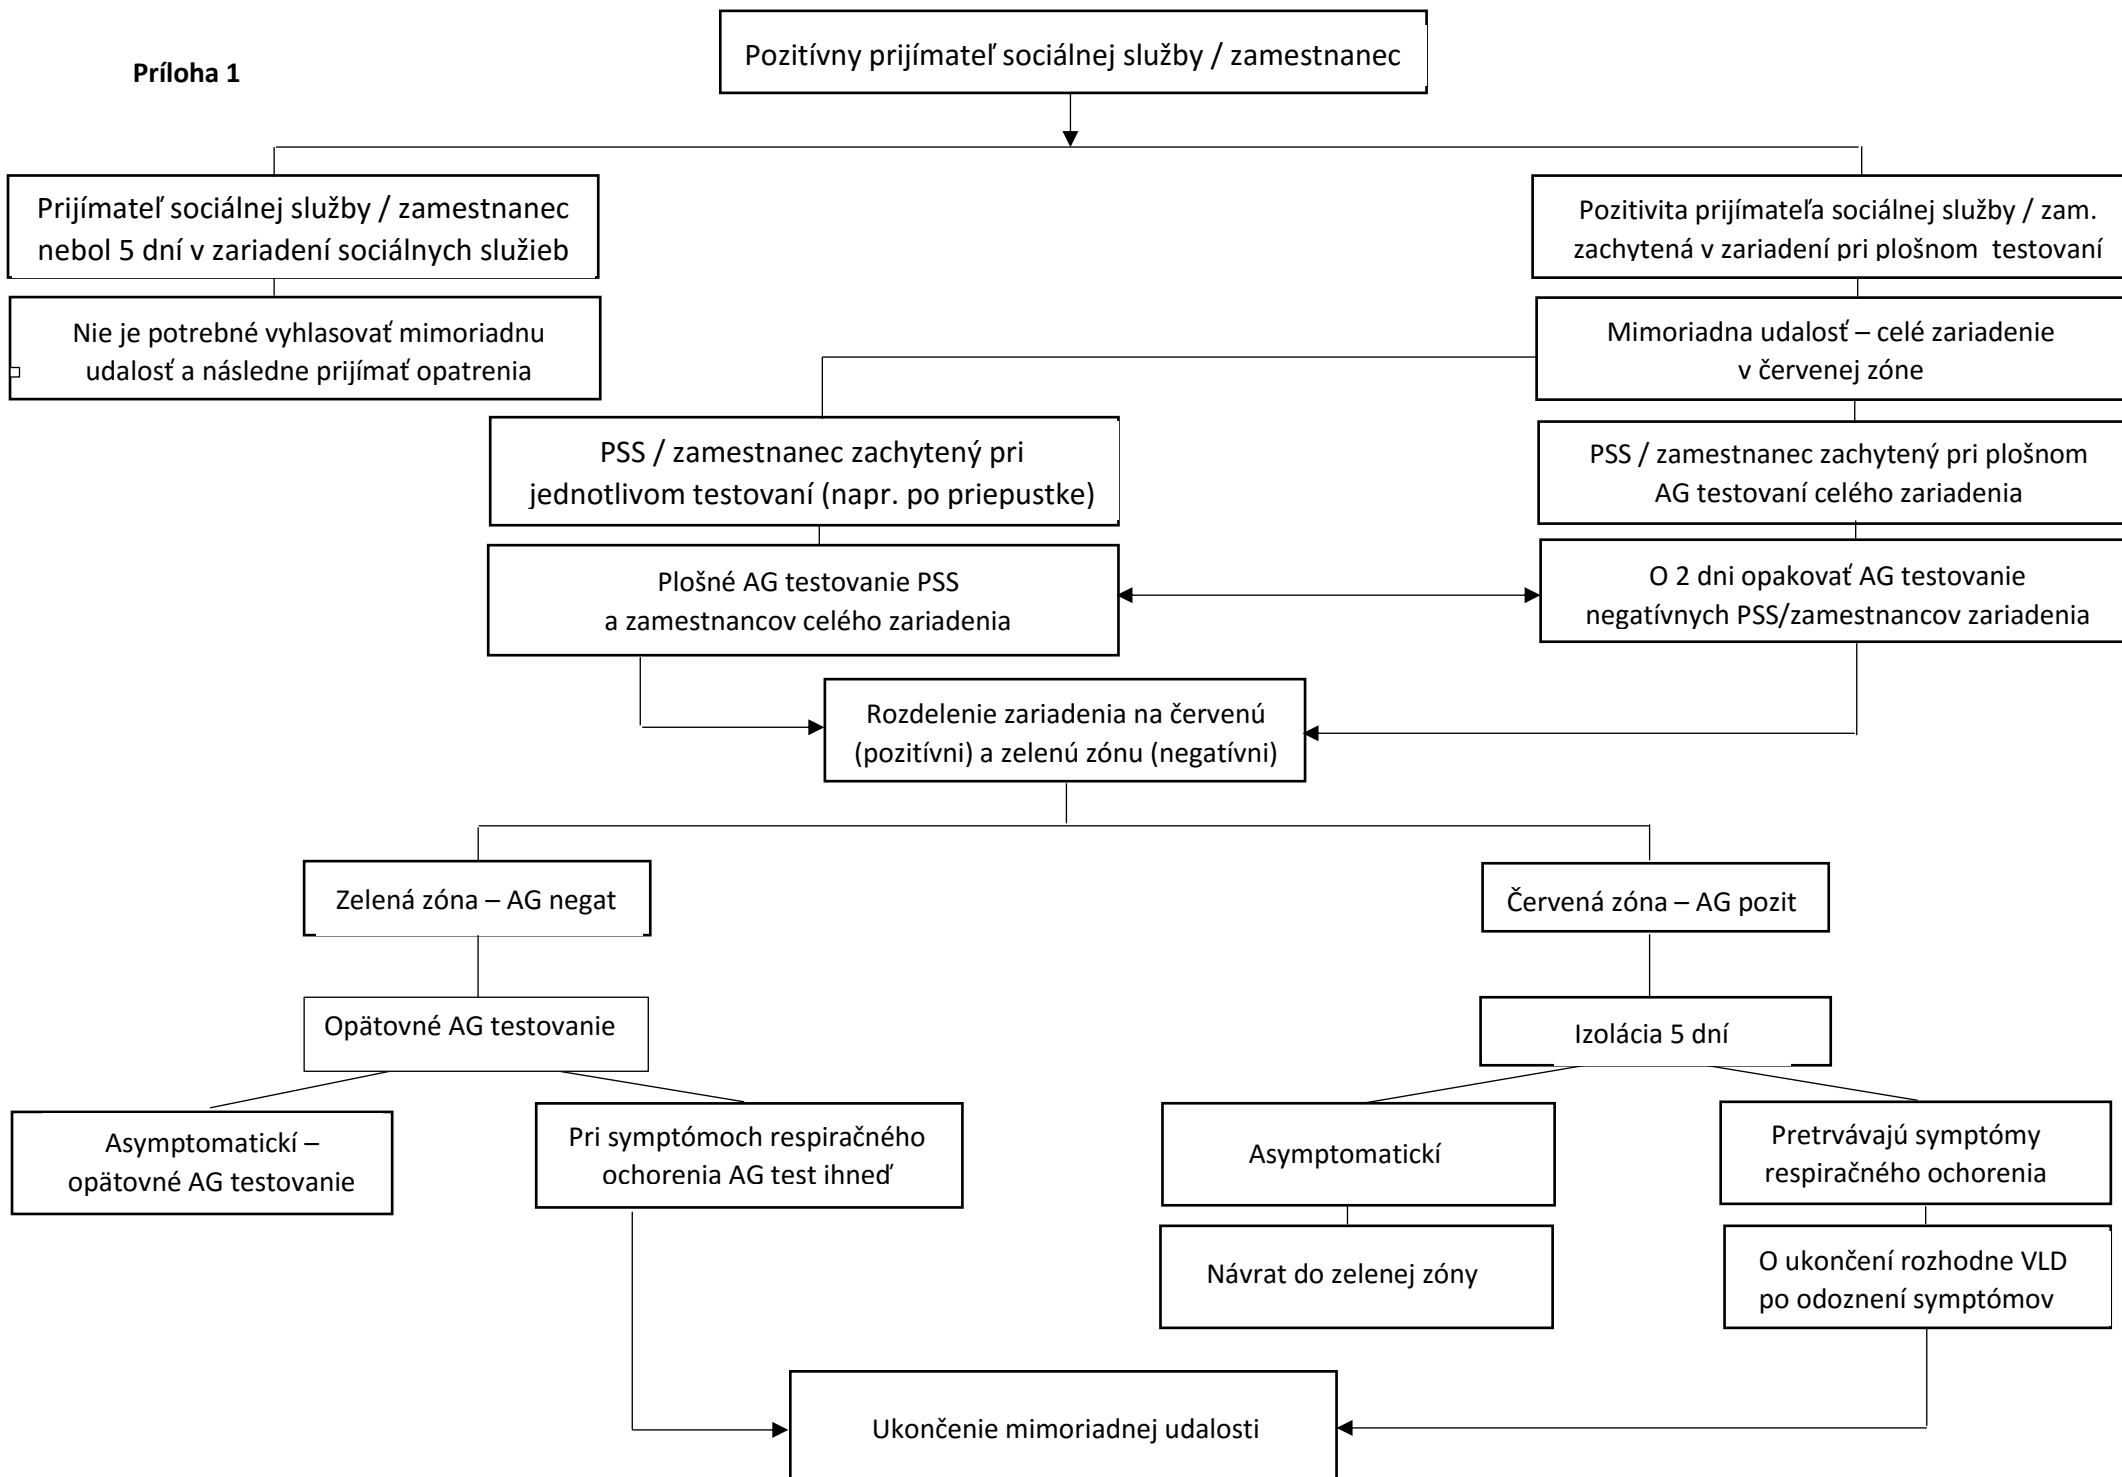 Príloha 1
Pozitívny prijímateľ sociálnej služby / zamestnanec
Prijímateľ sociálnej služby / zamestnanec
nebol 5 dní v zariadení sociálnych služieb
Pozitivita prijímateľa sociálnej služby / zam.
zachytená v zariadení pri plošnom testovaní
Nie je potrebné vyhlasovať mimoriadnu
udalosť a následne prijímať opatrenia
Mimoriadna udalosť – celé zariadenie
v červenej zóne
PSS / zamestnanec zachytený pri
jednotlivom testovaní (napr. po priepustke)
PSS / zamestnanec zachytený pri plošnom
AG testovaní celého zariadenia
Plošné AG testovanie PSS
a zamestnancov celého zariadenia
O 2 dni opakovať AG testovanie
negatívnych PSS/zamestnancov zariadenia
Rozdelenie zariadenia na červenú
(pozitívni) a zelenú zónu (negatívni)
Zelená zóna – AG negat
Červená zóna – AG pozit
Opätovné AG testovanie
Izolácia 5 dní
Asymptomatickí –
opätovné AG testovanie
Pri symptómoch respiračného
ochorenia AG test ihneď
Asymptomatickí
Pretrvávajú symptómy
respiračného ochorenia
Návrat do zelenej zóny
O ukončení rozhodne VLD
po odoznení symptómov
Ukončenie mimoriadnej udalosti